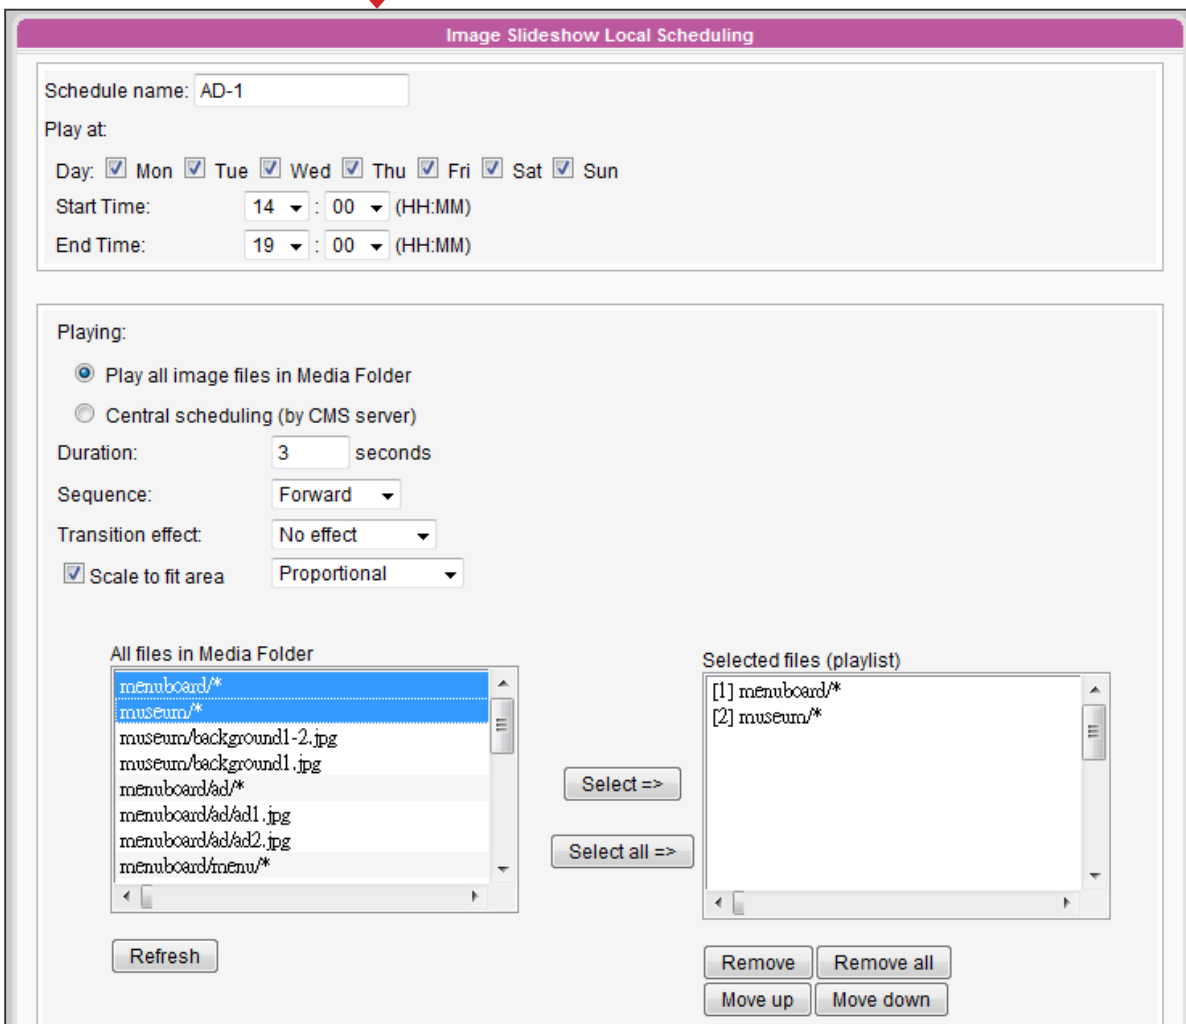 Image Slideshow Local Scheduling
Schedule name: AD-1
Play at:
Day: Mon Tue Wed Thu Fri Sat Sun
Start Time: 14 : 00 (HH:MM)
End Time: 19 : 00 (HH:MM)
Playing:
Play all image files in Media Folder
Central scheduling (by CMS server)
Duration: 3 seconds
Sequence: Forward
Transition effect: No effect
Scale to fit area Proportional
All files in Media Folder
menuboard/*
museum/*
museum/background1-2.jpg
museum/background1.jpg
menuboard/ad/*
menuboard/ad/ad1.jpg
menuboard/ad/ad2.jpg
menuboard/menu/*
Refresh
Select =>
Select all =>
Selected files (playlist)
[1] menuboard/*
[2] museum/*
Remove Remove all
Move up Move down